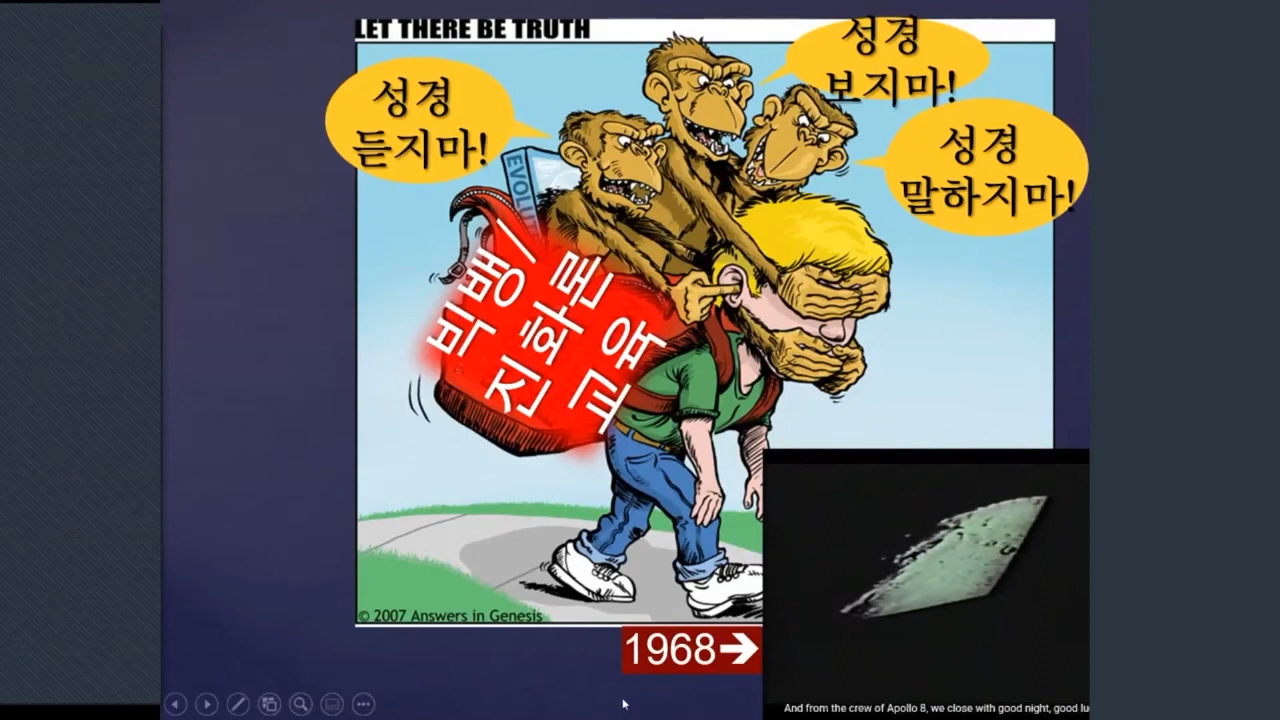 LET THERE BE TRUTH
성경
듣지마!
성경
보지마!
성경
말하지마!
EVOLU
빅뱅/
진화론
교육
© 2007 Answers in Genesis
1968
And from the crew of Apollo 8, we close with good night, good lu